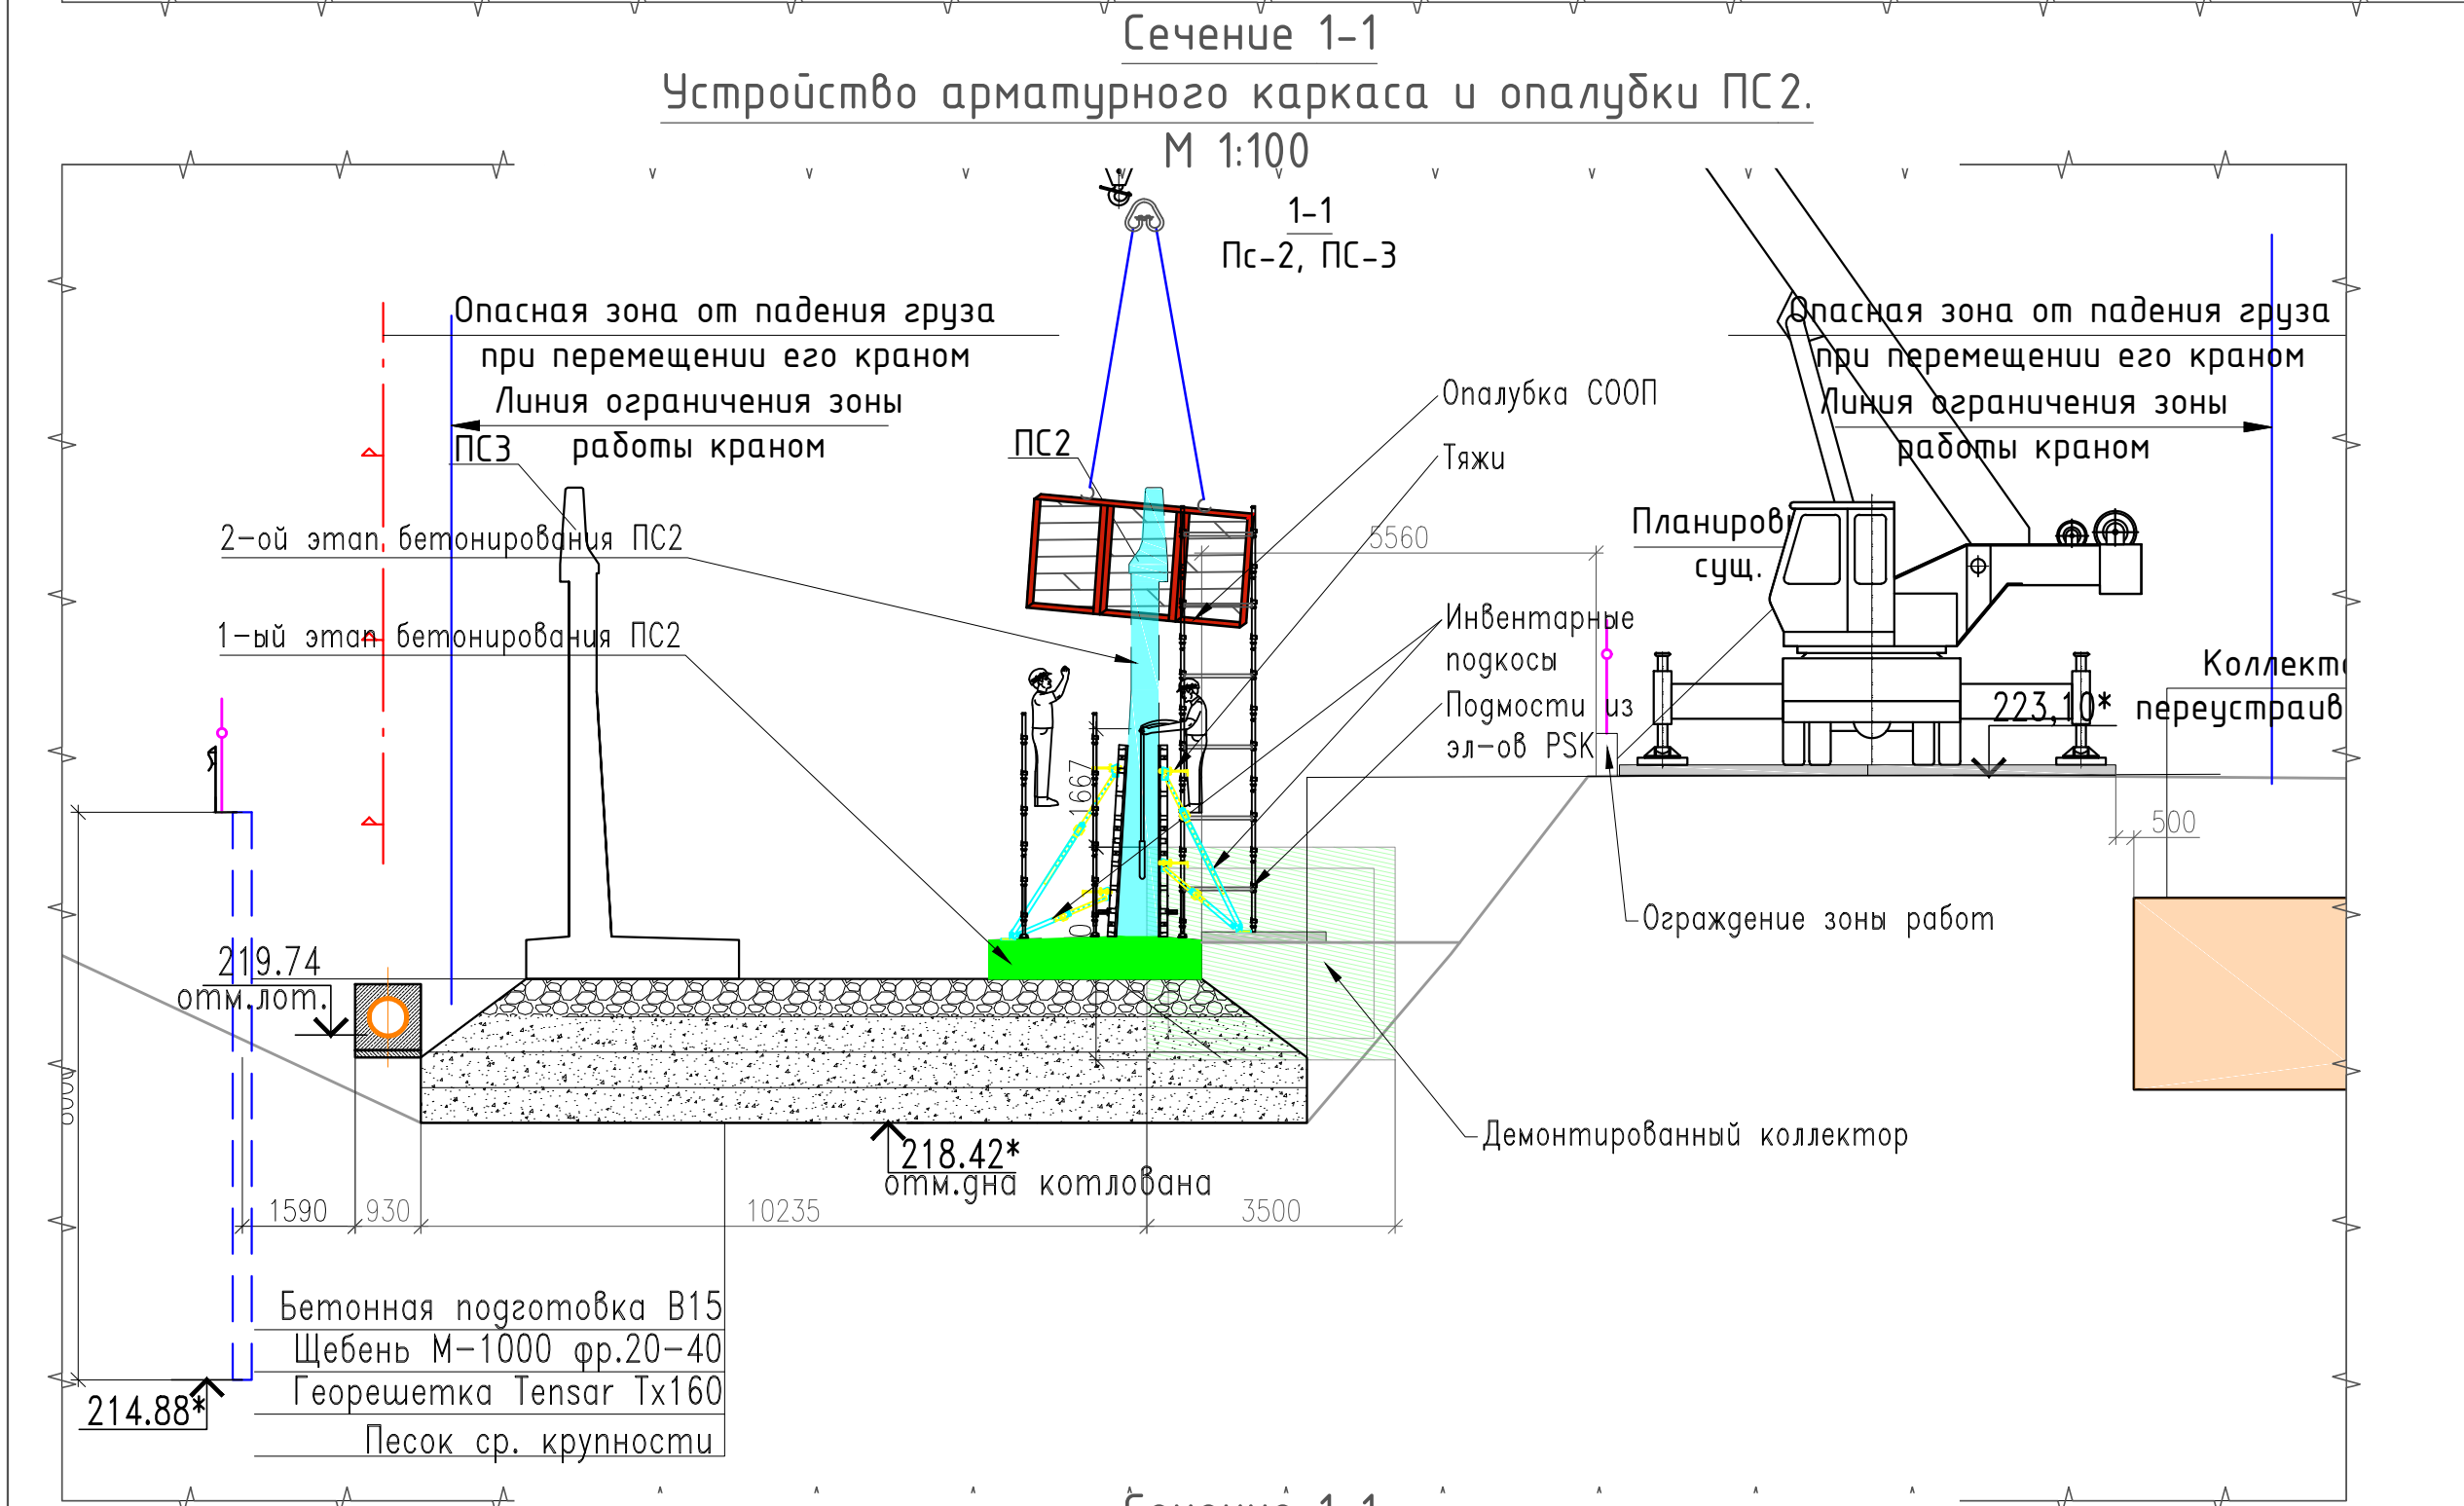 Сечение 1-1
Устройство арматурного каркаса и опалубки ПС2.
М 1:100
1-1
Пс-2, ПС-3
Опасная зона от падения груза
при перемещении его краном
Линия ограничения зоны
работы краном
Опасная зона от падения груза
при перемещении его краном
Линия ограничения зоны
работы краном
ПС3
ПС2
Опалубка СООП
Тяжи
2-ой этап бетонирования ПС2
5560
сущ.
1-ый этап бетонирования ПС2
Инвентарные
подкосы
Подмости из
эл-ов PSK
223,10*
1667
500
Ограждение зоны работ
219.74
отм.лот.
Демонтированный коллектор
218.42*
отм.дна котлована
1590
930
10235
3500
Бетонная подготовка В15
Щебень М-1000 фр.20-40
Георешетка Tensar Tx160
Песок ср. крупности
214.88*